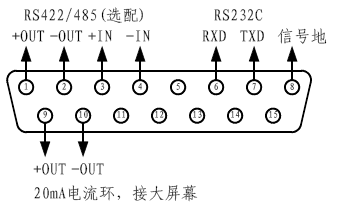 RS422/485(选配) RS232C
+OUT -OUT +IN -IN RXD TXD 信号地
1 2 3 4 5 6 7 8
9 10 11 12 13 14 15
+OUT -OUT
20mA电流环，接大屏幕